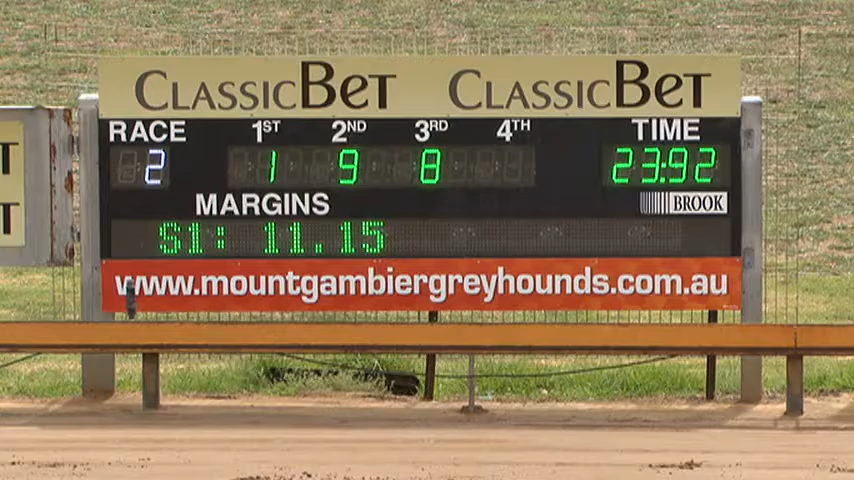 CLASSICBET CLASSICBET
RACE 1ST 2ND 3RD 4TH TIME
2 1 9 8 23.92
MARGINS BROOK
S1: 11.15
www.mountgambiergreyhounds.com.au